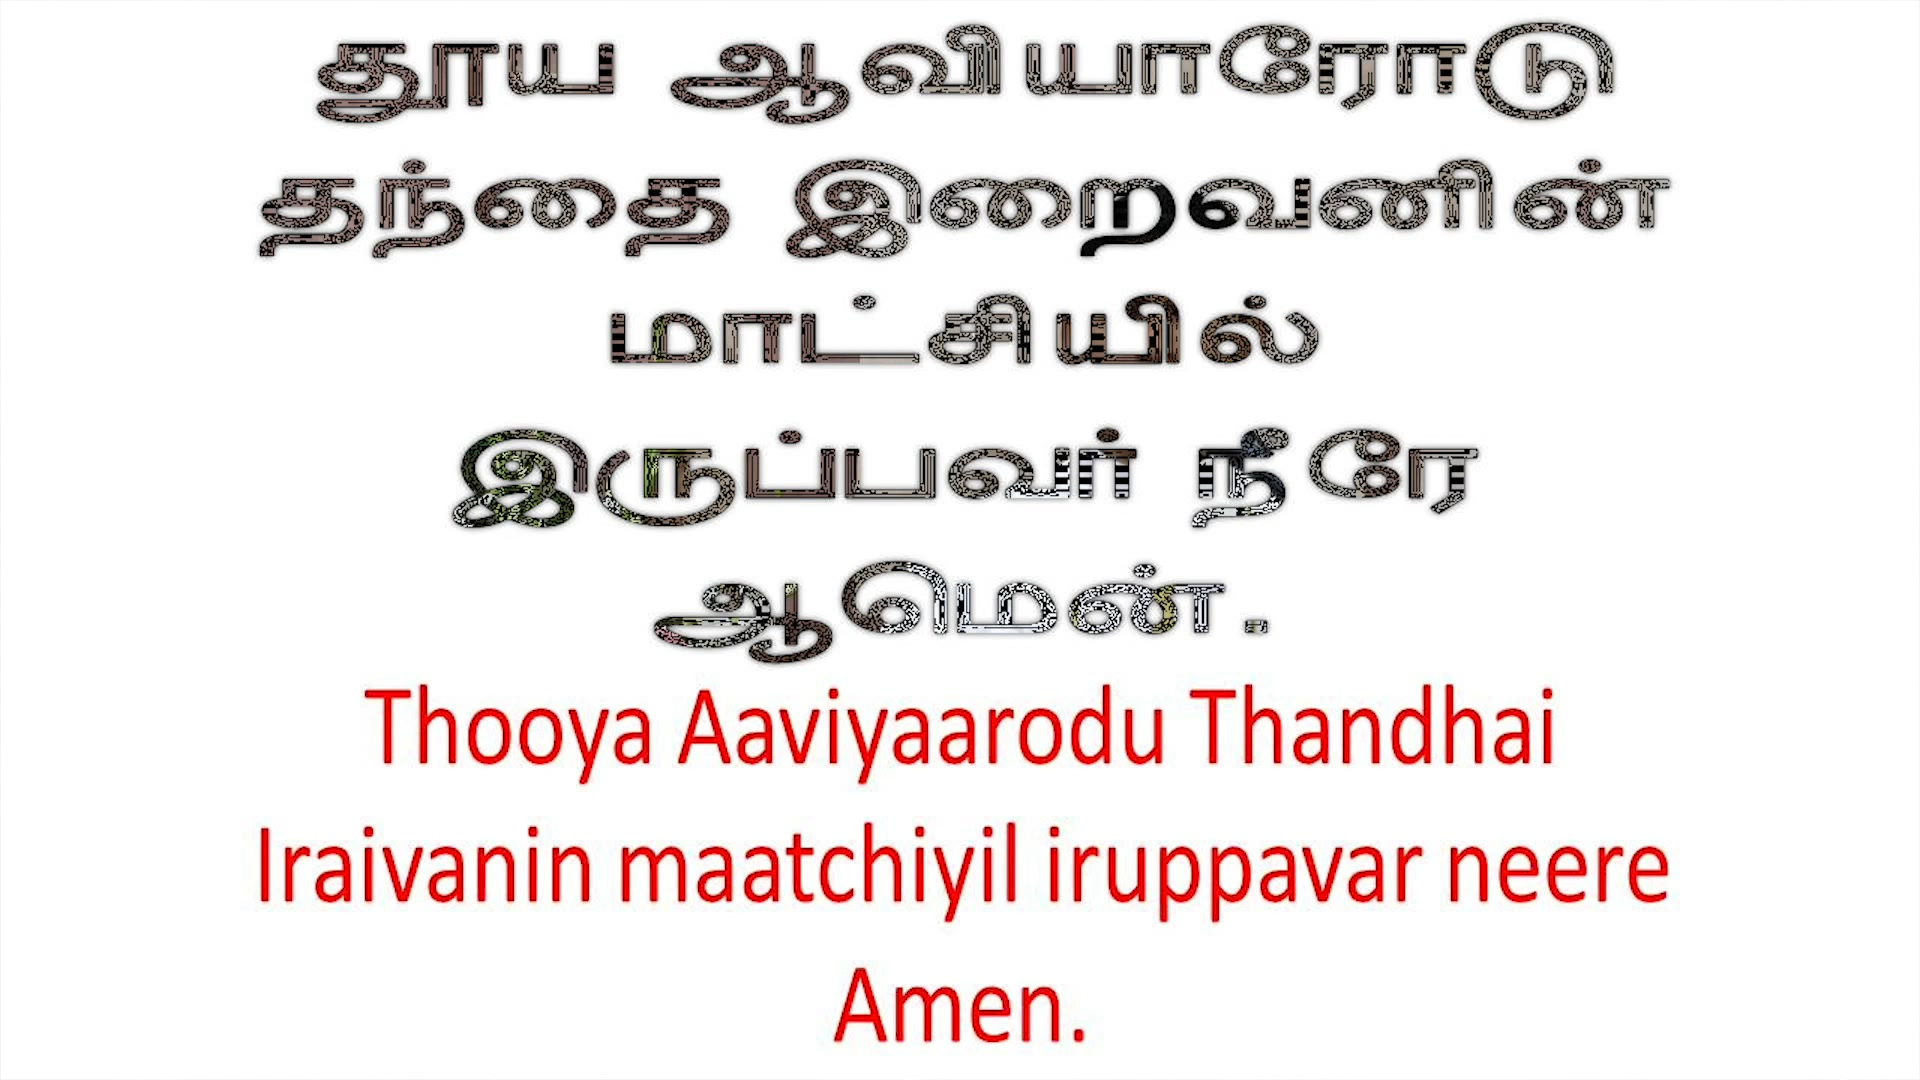 தூய ஆவியாரோடு
தந்தை இறைவனின்
மாட்சியில்
இருப்பவர் நீரே
ஆமென்.
Thooya Aaviyaarodu Thandhai
Iraivanin maatchiyil iruppavar neere
Amen.